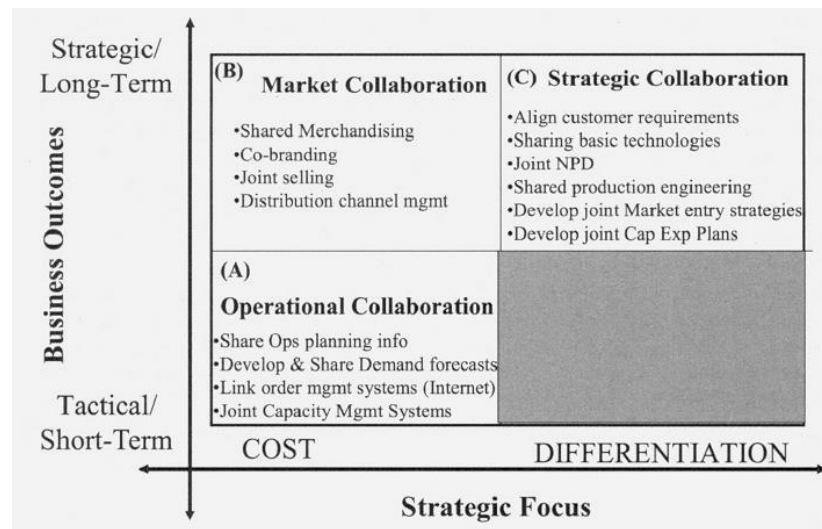 Strategic/
Long-Term
Business Outcomes
Tactical/
Short-Term
(B)
Market Collaboration
•Shared Merchandising
•Co-branding
•Joint selling
•Distribution channel mgmt
(C) Strategic Collaboration
•Align customer requirements
•Sharing basic technologies
•Joint NPD
•Shared production engineering
•Develop joint Market entry strategies
•Develop joint Cap Exp Plans
(A)
Operational Collaboration
•Share Ops planning info
•Develop & Share Demand forecasts
•Link order mgmt systems (Internet)
•Joint Capacity Mgmt Systems
COST
DIFFERENTIATION
Strategic Focus